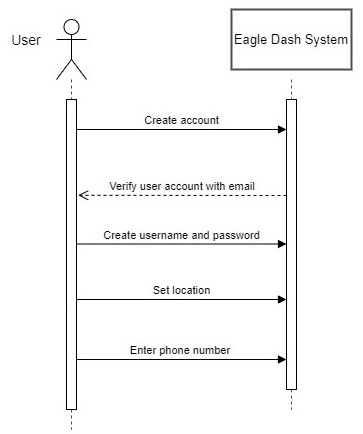 User
Eagle Dash System
Create account
Verify user account with email
Create username and password
Set location
Enter phone number